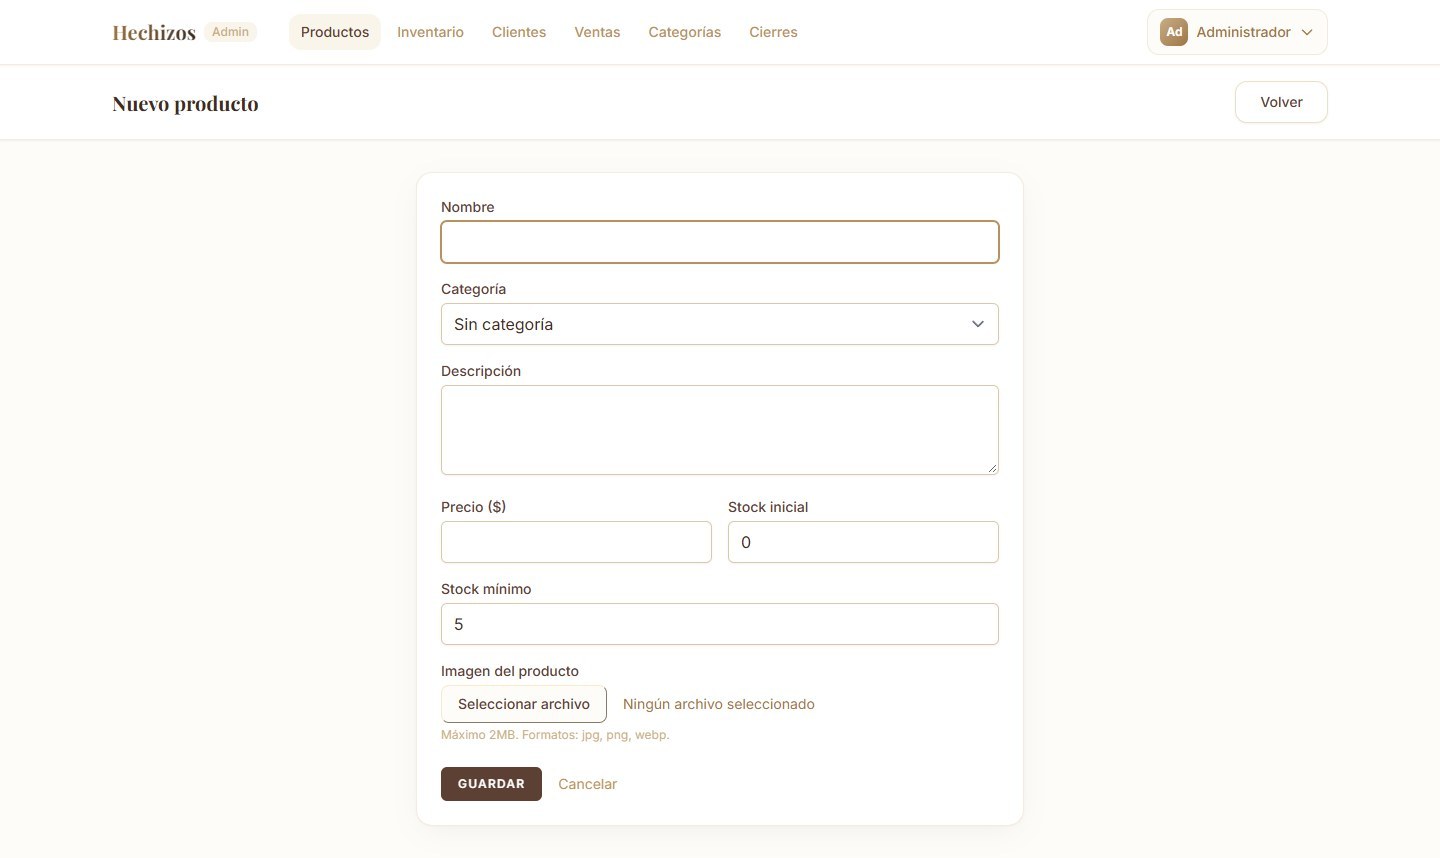 Hechizos Admin Productos Inventario Clientes Ventas Categorías Cierres Ad Administrador
Nuevo producto Volver
Nombre
Categoría
Sin categoría
Descripción
Precio ($) Stock inicial
0
Stock mínimo
5
Imagen del producto
Seleccionar archivo Ningún archivo seleccionado
Máximo 2MB. Formatos: jpg, png, webp.
GUARDAR Cancelar